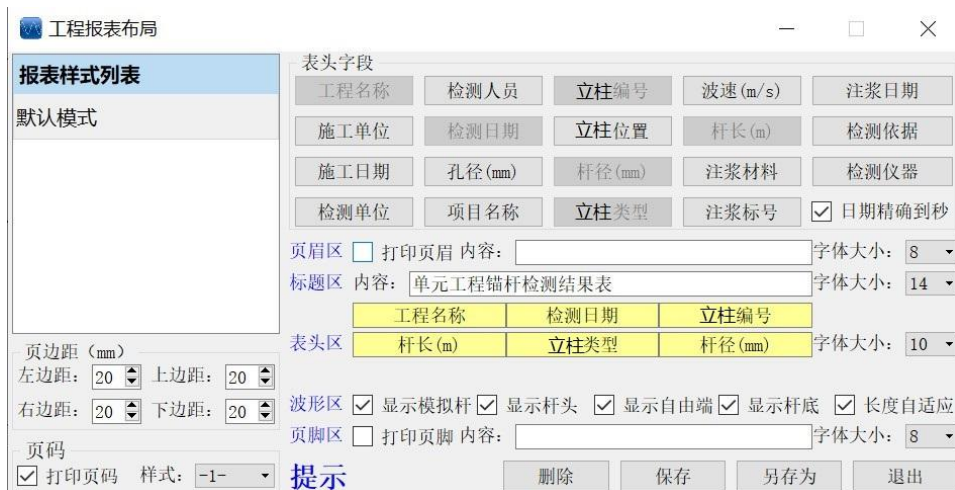 工程报表布局
报表样式列表
默认模式
表头字段
工程名称 检测人员 立柱编号 波速(m/s) 注浆日期
施工单位 检测日期 立柱位置 杆长(m) 检测依据
施工日期 孔径(mm) 杆径(mm) 注浆材料 检测仪器
检测单位 项目名称 立柱类型 注浆标号 日期精确到秒
页眉区 打印页眉 内容: 字体大小: 8
标题区 内容: 单元工程锚杆检测结果表 字体大小: 14
工程名称 检测日期 立柱编号
表头区 杆长(m) 立柱类型 杆径(mm) 字体大小: 10
页边距 (mm)
左边距: 20 上边距: 20
右边距: 20 下边距: 20
波形区 显示模拟杆 显示杆头 显示自由端 显示杆底 长度自适应
页脚区 打印页脚 内容: 字体大小: 8
页码
打印页码 样式: -1-
提示 删除 保存 另存为 退出